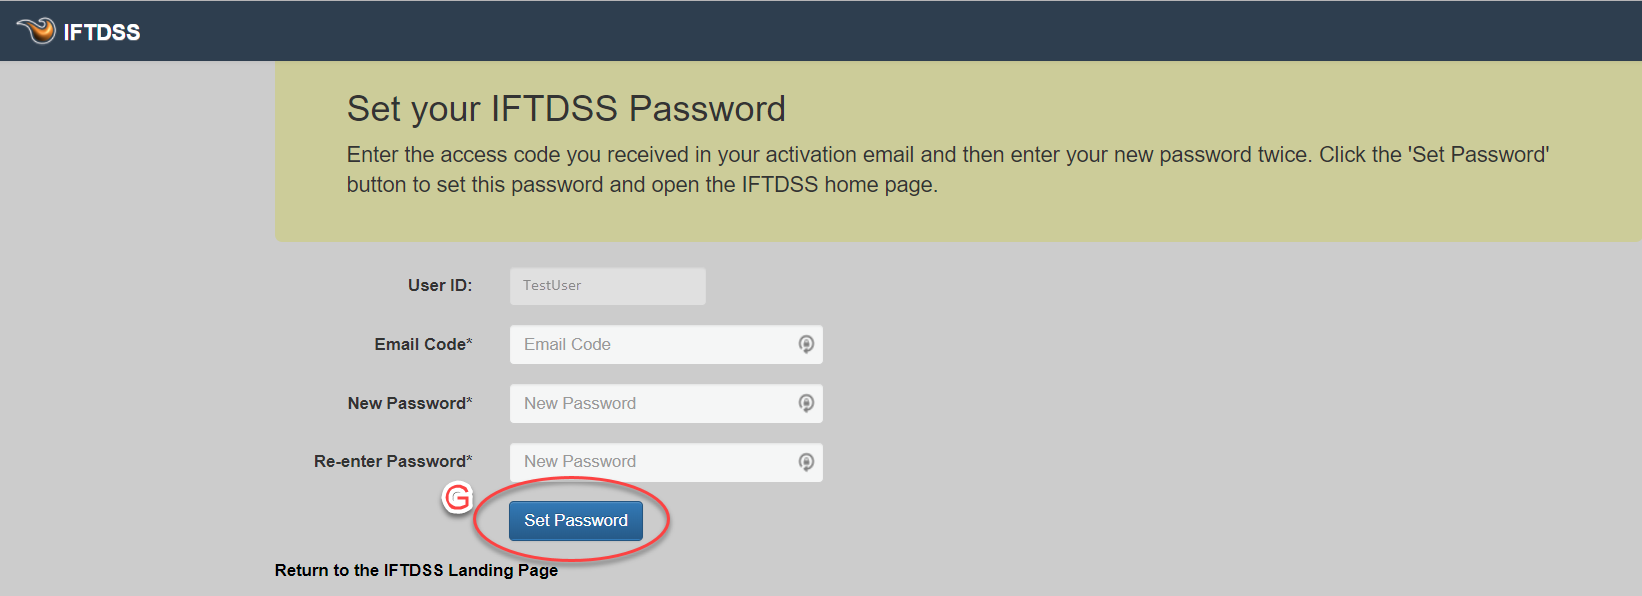 IFTDSS
Set your IFTDSS Password
Enter the access code you received in your activation email and then enter your new password twice. Click the 'Set Password'
button to set this password and open the IFTDSS home page.
User ID: TestUser
Email Code* Email Code
New Password* New Password
Re-enter Password* New Password
G
Set Password
Return to the IFTDSS Landing Page